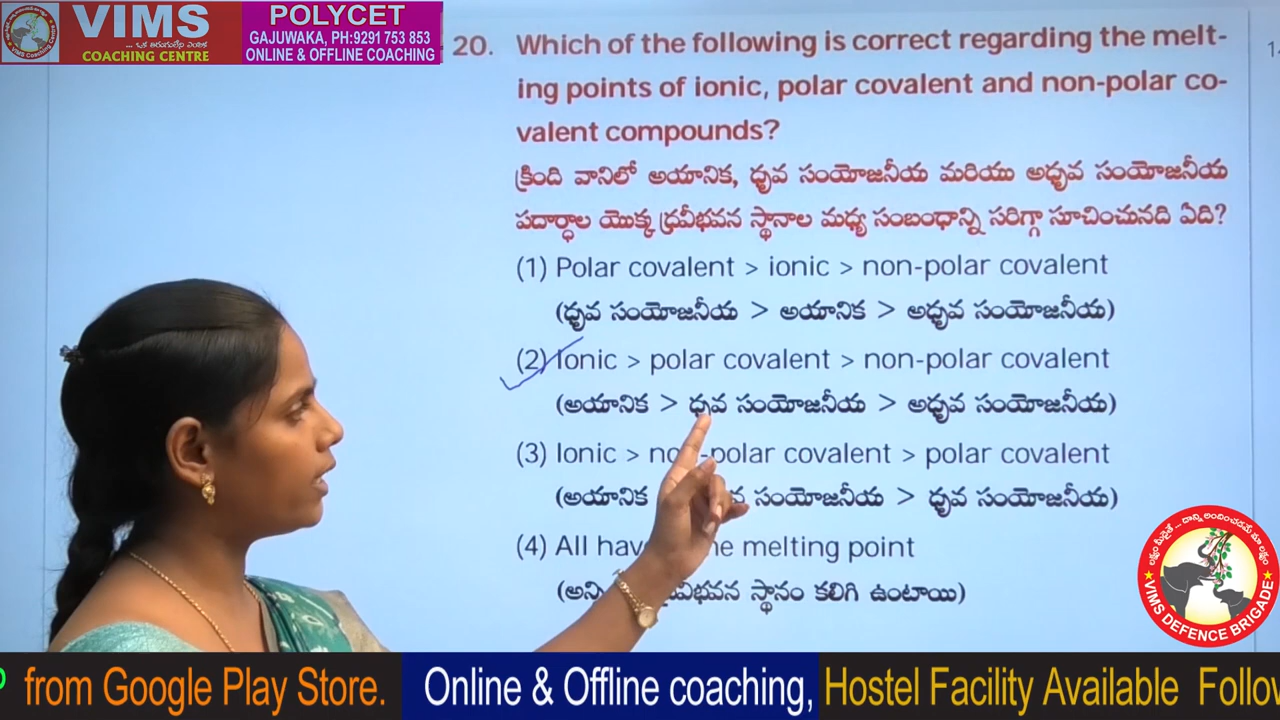 VIMS
... ఒక తిరుగులేని ఎంపిక
COACHING CENTRE
POLYCET
GAJUWAKA, PH:9291 753 853
ONLINE & OFFLINE COACHING
20. Which of the following is correct regarding the melt-
ing points of ionic, polar covalent and non-polar co-
valent compounds?
క్రింది వానిలో అయానిక, ధృవ సంయోజనీయ మరియు అధృవ సంయోజనీయ
పదార్థాల యొక్క ద్రవీభవన స్థానాల మధ్య సంబంధాన్ని సరిగ్గా సూచించునది ఏది?
(1) Polar covalent > ionic > non-polar covalent
(ధృవ సంయోజనీయ > అయానిక > అధృవ సంయోజనీయ)
(2) Ionic > polar covalent > non-polar covalent
(అయానిక > ధృవ సంయోజనీయ > అధృవ సంయోజనీయ)
(3) Ionic > non-polar covalent > polar covalent
(అయానిక సంయోజనీయ > ధృవ సంయోజనీయ)
(4) All have melting point
స్థానం కలిగి ఉంటాయి)
VIMS DEFENCE BRIGADE
from Google Play Store. Online & Offline coaching, Hostel Facility Available Follow